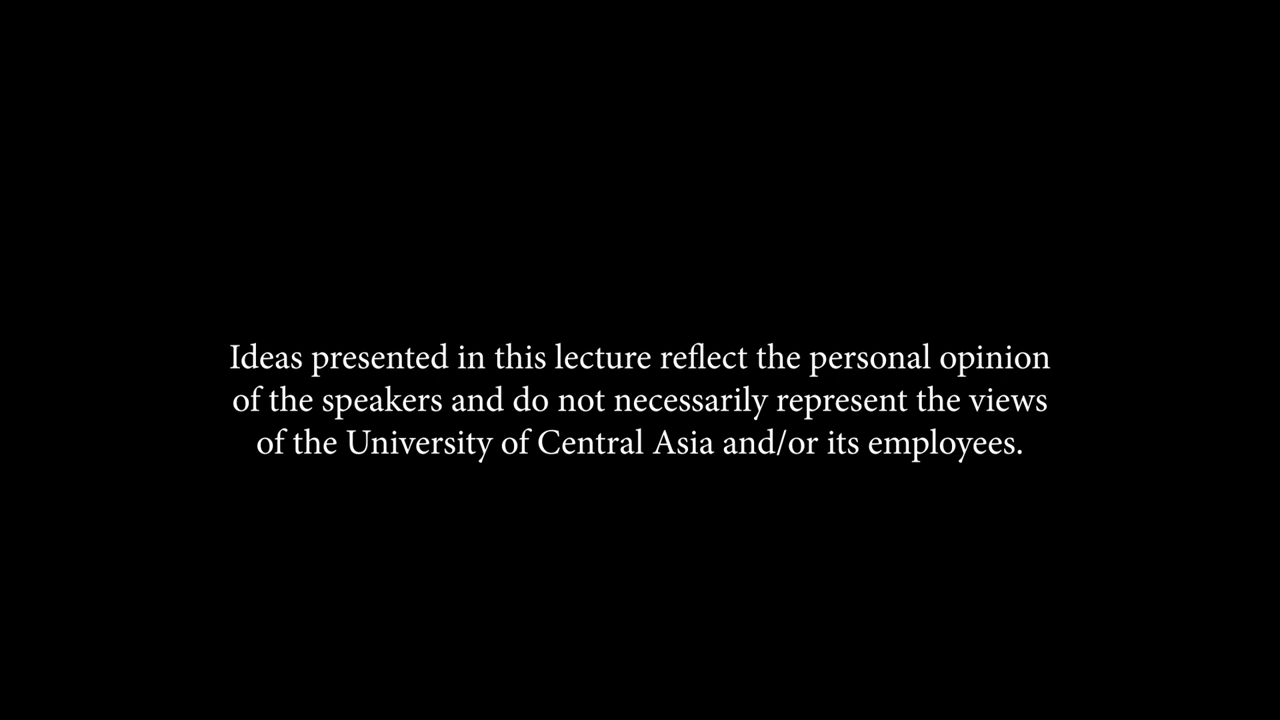 Ideas presented in this lecture reflect the personal opinion
of the speakers and do not necessarily represent the views
of the University of Central Asia and/or its employees.